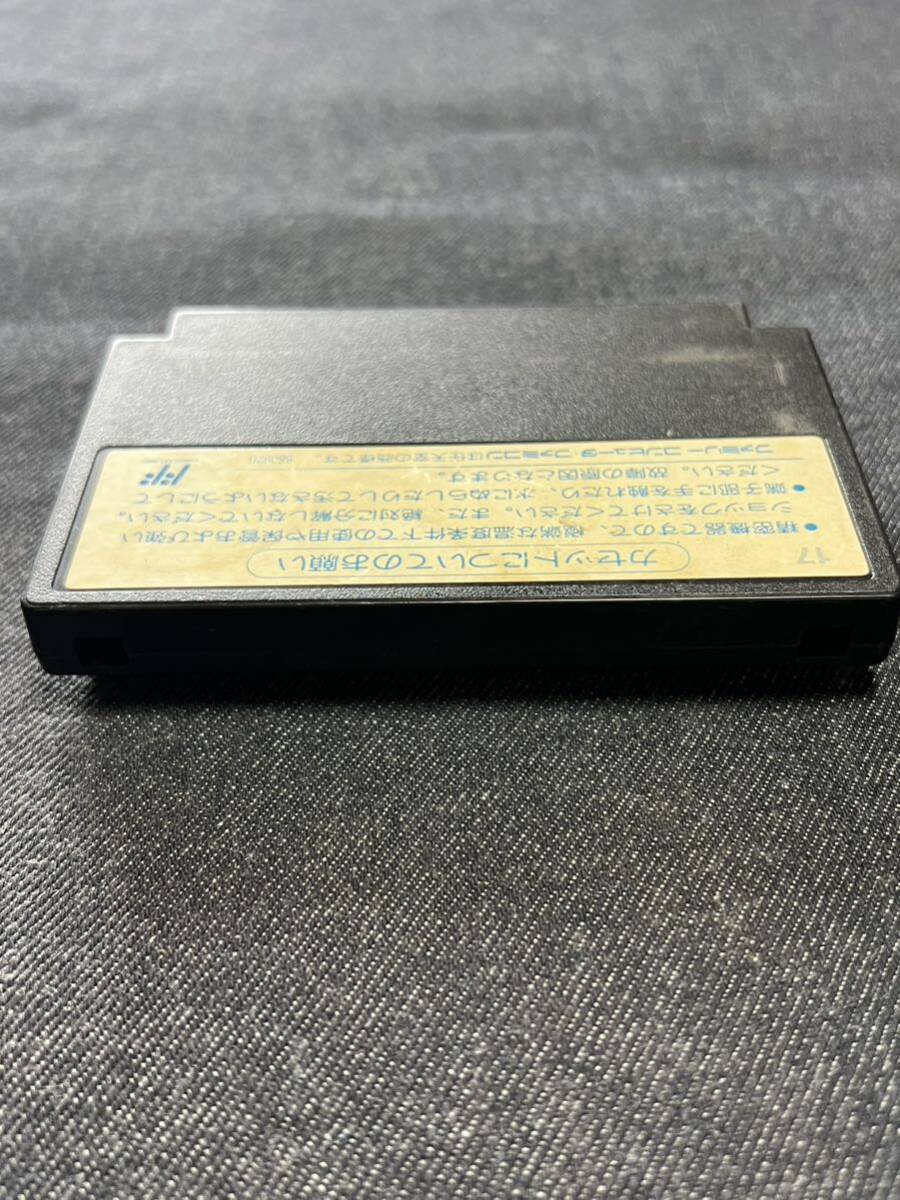 17
カセットについてのお願い
●精密機器ですので、極端な温度条件下での使用や保管および強い
ショックをさけてください。また、絶対に分解しないでください。
●端子部に手を触れたり、水にぬらしたりして汚さないようにして
ください。故障の原因となります。
ファミリーコンピュータ・ファミコンは任天堂の商標です。
FF